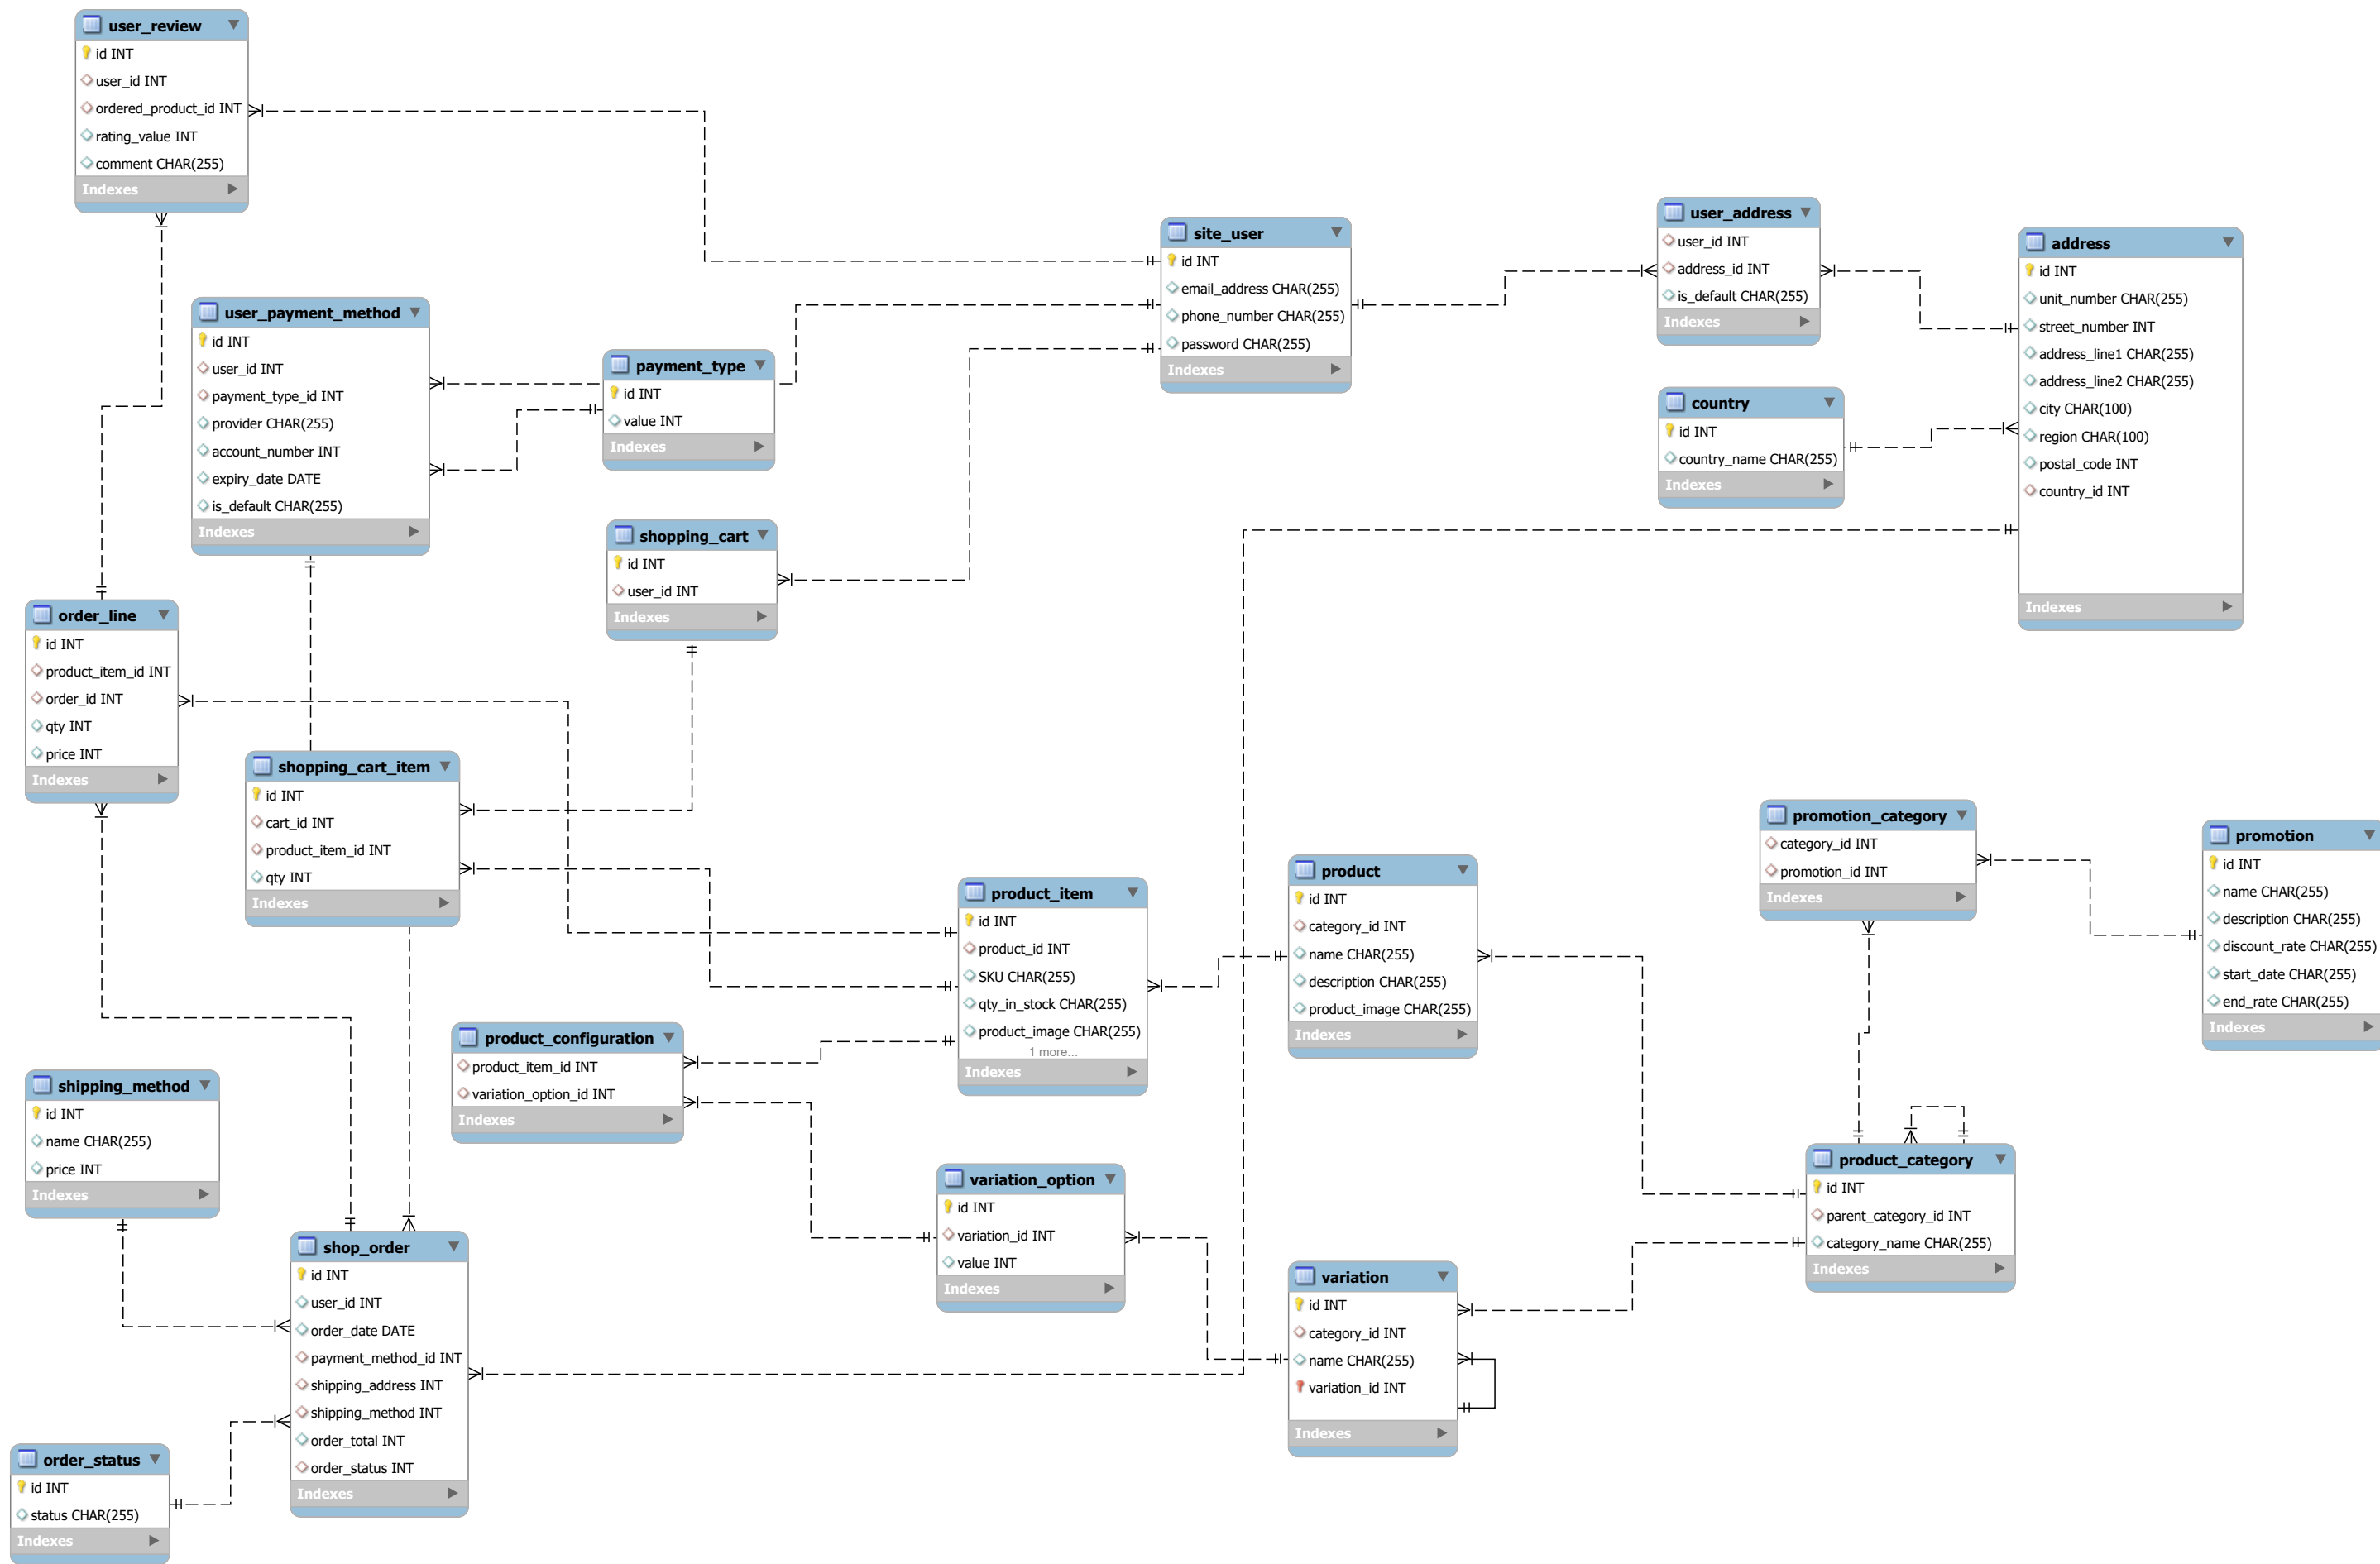 user_review
id INT
user_id INT
ordered_product_id INT
rating_value INT
comment CHAR(255)
Indexes
site_user
id INT
email_address CHAR(255)
phone_number CHAR(255)
password CHAR(255)
Indexes
user_address
user_id INT
address_id INT
is_default CHAR(255)
Indexes
address
id INT
unit_number CHAR(255)
street_number INT
address_line1 CHAR(255)
address_line2 CHAR(255)
city CHAR(100)
region CHAR(100)
postal_code INT
country_id INT
Indexes
user_payment_method
id INT
user_id INT
payment_type_id INT
provider CHAR(255)
account_number INT
expiry_date DATE
is_default CHAR(255)
Indexes
payment_type
id INT
value INT
Indexes
country
id INT
country_name CHAR(255)
Indexes
shopping_cart
id INT
user_id INT
Indexes
order_line
id INT
product_item_id INT
order_id INT
qty INT
price INT
Indexes
shopping_cart_item
id INT
cart_id INT
product_item_id INT
qty INT
Indexes
product_item
id INT
product_id INT
SKU CHAR(255)
qty_in_stock CHAR(255)
product_image CHAR(255)
1 more...
Indexes
product
id INT
category_id INT
name CHAR(255)
description CHAR(255)
product_image CHAR(255)
Indexes
promotion_category
category_id INT
promotion_id INT
Indexes
promotion
id INT
name CHAR(255)
description CHAR(255)
discount_rate CHAR(255)
start_date CHAR(255)
end_rate CHAR(255)
Indexes
product_configuration
product_item_id INT
variation_option_id INT
Indexes
shipping_method
id INT
name CHAR(255)
price INT
Indexes
variation_option
id INT
variation_id INT
value INT
Indexes
product_category
id INT
parent_category_id INT
category_name CHAR(255)
Indexes
shop_order
id INT
user_id INT
order_date DATE
payment_method_id INT
shipping_address INT
shipping_method INT
order_total INT
order_status INT
Indexes
variation
id INT
category_id INT
name CHAR(255)
variation_id INT
Indexes
order_status
id INT
status CHAR(255)
Indexes